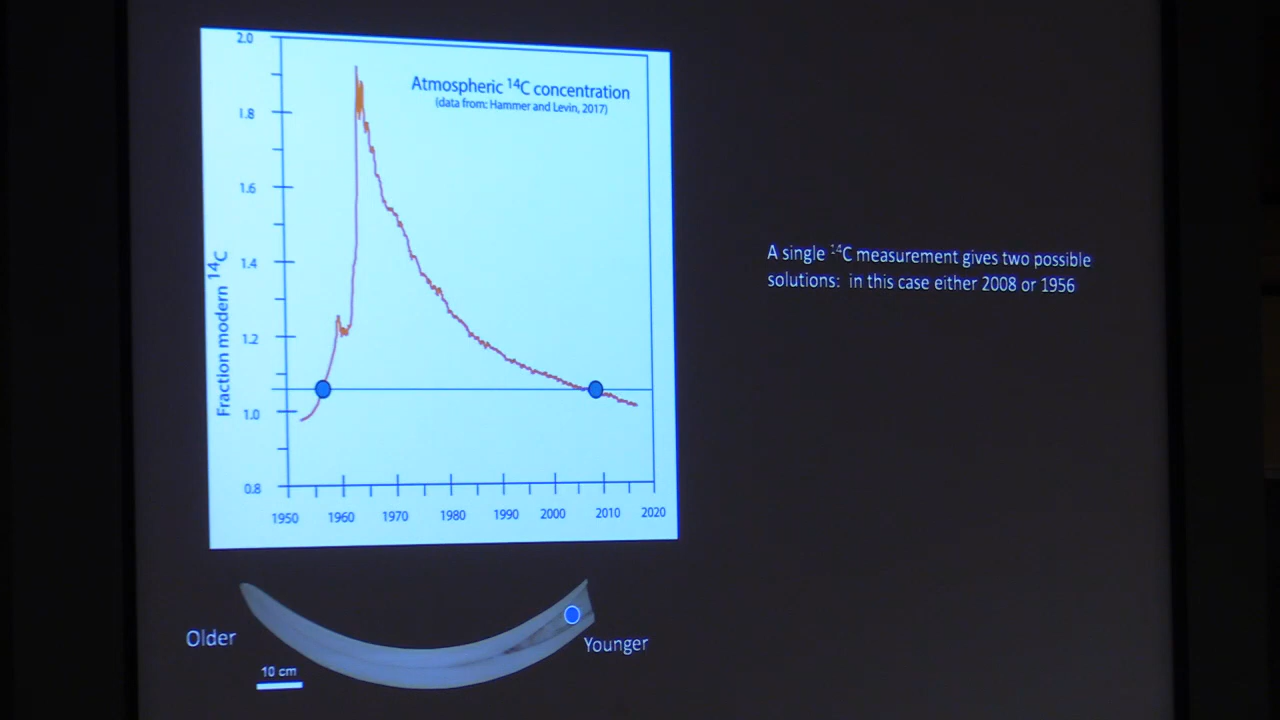 Atmospheric ¹⁴C concentration
(data from: Hammer and Levin, 2017)
Fraction modern ¹⁴C
2.0
1.8
1.6
1.4
1.2
1.0
0.8
1950 1960 1970 1980 1990 2000 2010 2020
A single ¹⁴C measurement gives two possible
solutions: in this case either 2008 or 1956
Older
10 cm
Younger